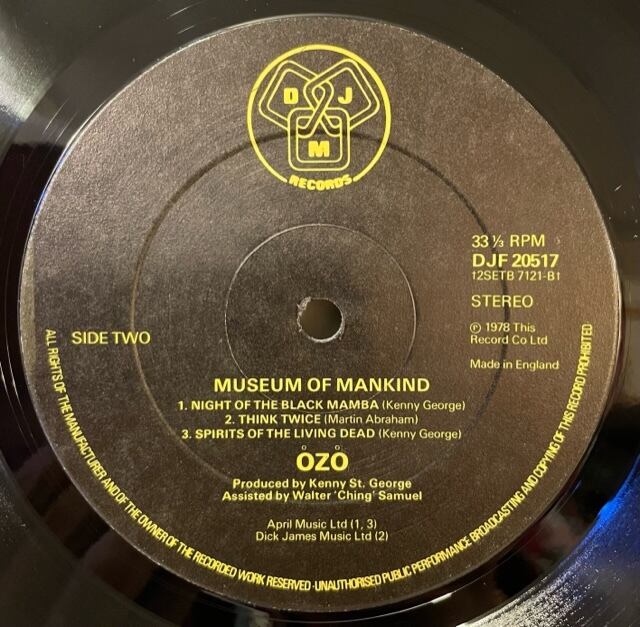 D J
M
RECORDS
33 ⅓ RPM
DJF 20517
†2SETB 7121-B†
STEREO
℗ 1978 This
Record Co Ltd
Made in England
SIDE TWO
MUSEUM OF MANKIND
1. NIGHT OF THE BLACK MAMBA (Kenny George)
2. THINK TWICE (Martin Abraham)
3. SPIRITS OF THE LIVING DEAD (Kenny George)
O̊ZO̊
Produced by Kenny St. George
Assisted by Walter 'Ching' Samuel
April Music Ltd (1, 3)
Dick James Music Ltd (2)
ALL RIGHTS OF THE MANUFACTURER AND OF THE OWNER OF THE RECORDED WORK RESERVED·UNAUTHORISED PUBLIC PERFORMANCE BROADCASTING AND COPYING OF THIS RECORD PROHIBITED